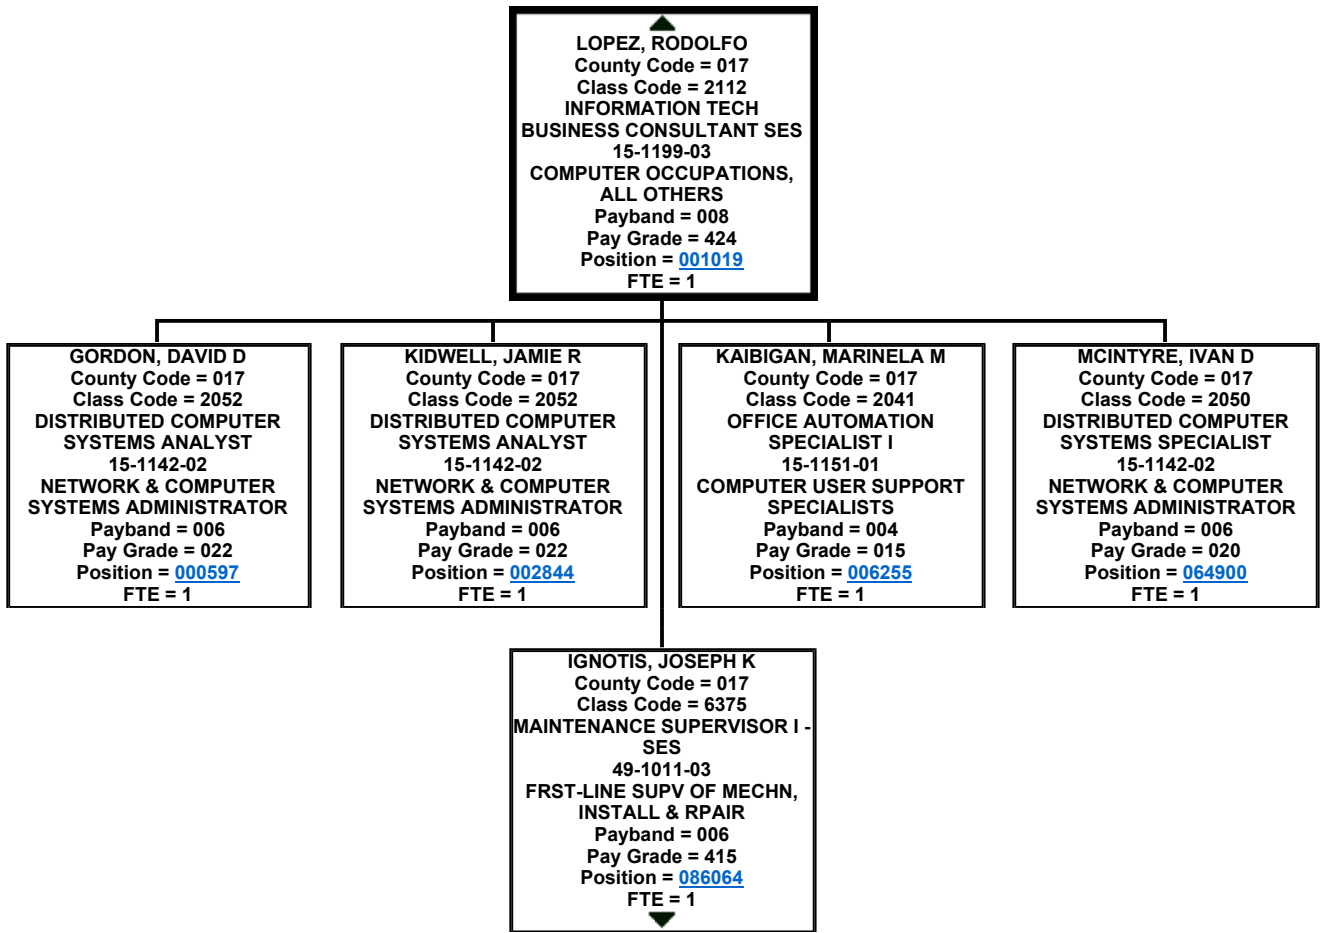 LOPEZ, RODOLFO
County Code = 017
Class Code = 2112
INFORMATION TECH
BUSINESS CONSULTANT SES
15-1199-03
COMPUTER OCCUPATIONS,
ALL OTHERS
Payband = 008
Pay Grade = 424
Position = 001019
FTE = 1
GORDON, DAVID D
County Code = 017
Class Code = 2052
DISTRIBUTED COMPUTER
SYSTEMS ANALYST
15-1142-02
NETWORK & COMPUTER
SYSTEMS ADMINISTRATOR
Payband = 006
Pay Grade = 022
Position = 000597
FTE = 1
KIDWELL, JAMIE R
County Code = 017
Class Code = 2052
DISTRIBUTED COMPUTER
SYSTEMS ANALYST
15-1142-02
NETWORK & COMPUTER
SYSTEMS ADMINISTRATOR
Payband = 006
Pay Grade = 022
Position = 002844
FTE = 1
KAIBIGAN, MARINELA M
County Code = 017
Class Code = 2041
OFFICE AUTOMATION
SPECIALIST I
15-1151-01
COMPUTER USER SUPPORT
SPECIALISTS
Payband = 004
Pay Grade = 015
Position = 006255
FTE = 1
MCINTYRE, IVAN D
County Code = 017
Class Code = 2050
DISTRIBUTED COMPUTER
SYSTEMS SPECIALIST
15-1142-02
NETWORK & COMPUTER
SYSTEMS ADMINISTRATOR
Payband = 006
Pay Grade = 020
Position = 064900
FTE = 1
IGNOTIS, JOSEPH K
County Code = 017
Class Code = 6375
MAINTENANCE SUPERVISOR I -
SES
49-1011-03
FRST-LINE SUPV OF MECHN,
INSTALL & RPAIR
Payband = 006
Pay Grade = 415
Position = 086064
FTE = 1